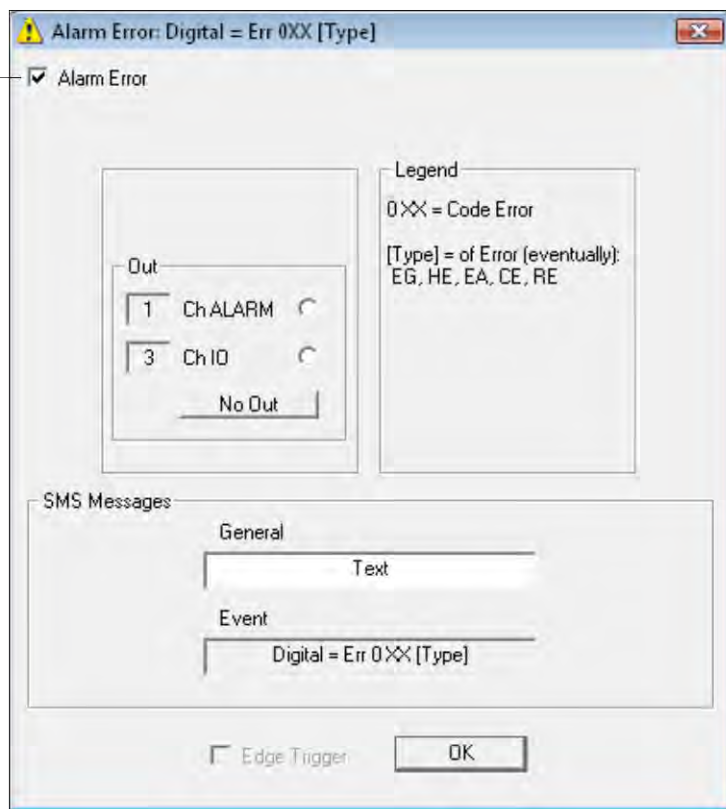 Alarm Error: Digital = Err 0XX [Type]
Alarm Error
Out
1 Ch ALARM
3 Ch IO
No Out
Legend
0XX = Code Error
[Type] = of Error (eventually):
EG, HE, EA, CE, RE
SMS Messages
General
Text
Event
Digital = Err 0XX [Type]
Edge Trigger
OK